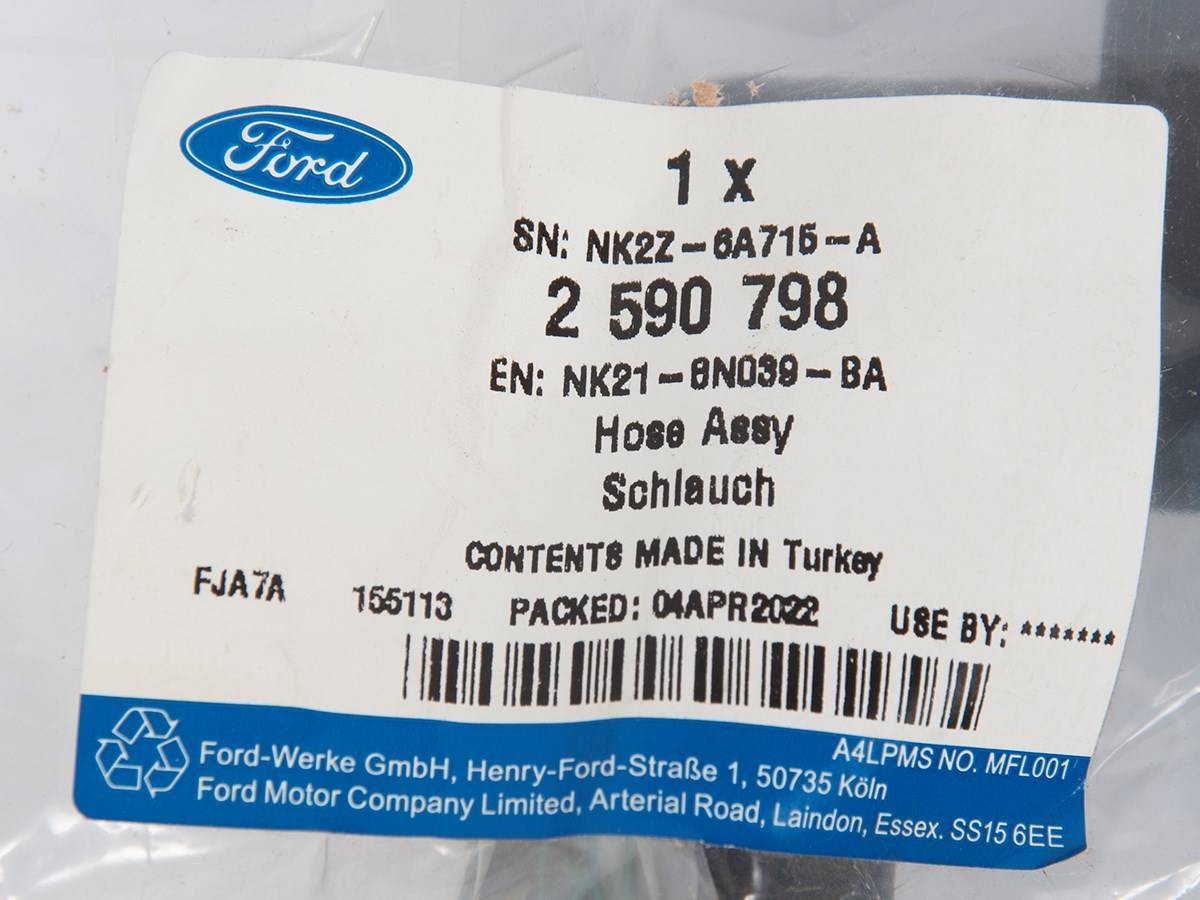 Ford
1 x
SN: NK2Z-6A715-A
2 590 798
EN: NK21-6N039-BA
Hose Assy
Schlauch
CONTENTS MADE IN Turkey
FJA7A 155113 PACKED: 04APR2022 USE BY: *******
A4LPMS NO. MFL001
Ford-Werke GmbH, Henry-Ford-Straße 1, 50735 Köln
Ford Motor Company Limited, Arterial Road, Laindon, Essex. SS15 6EE